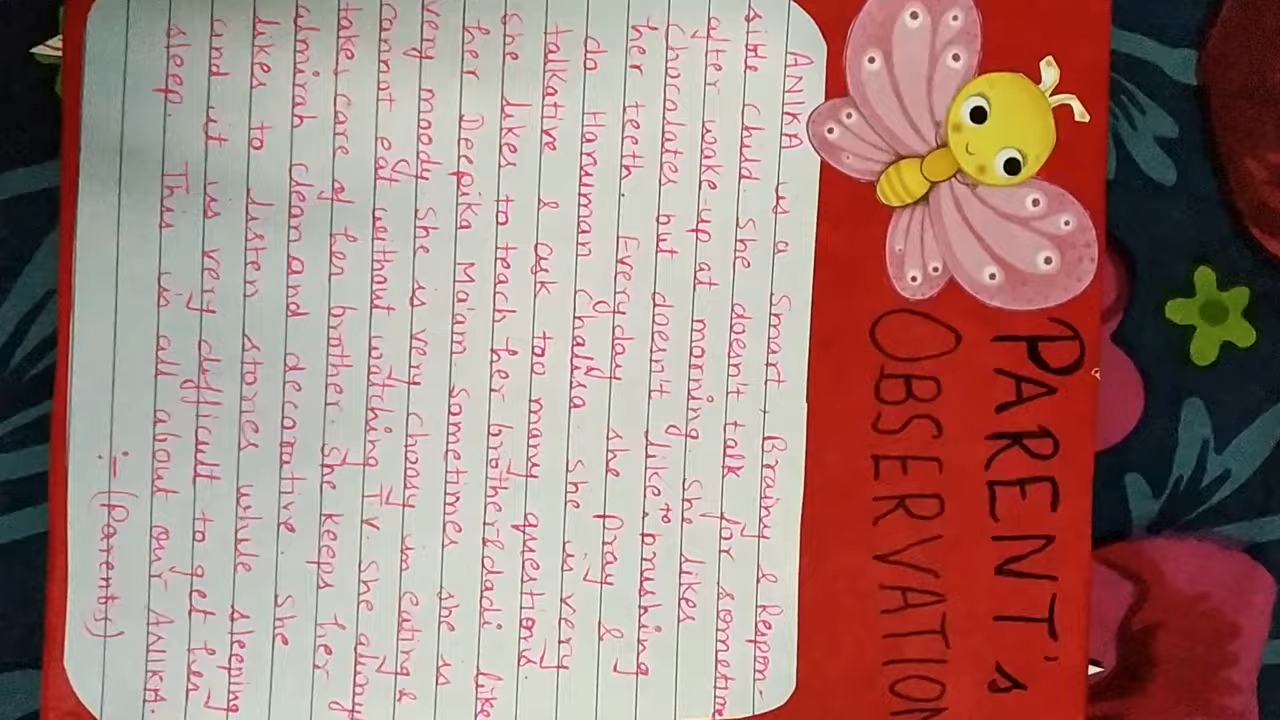 PARENT's
OBSERVATION
ANIKA is a Smart, Brainy & Respon-
sible child. she doesn't talk for sometime
after wake-up at morning. she likes
Chocolates but doesn't like to brushing
her teeth. Everyday she pray &
do Hanuman Chalisa. she is very
talkative & ask too many questions.
she likes to teach her brother & dadi like
her Deepika Ma'am. Sometimes she is
very moody she is very choosy in eating &
cannot eat without watching T.V. she always
takes care of her brother. she keeps her
almirah clean and decorative. she
likes to listen stories while sleeping
and it is very difficult to get her
sleep. This is all about our ANIKA.
:- (Parents)